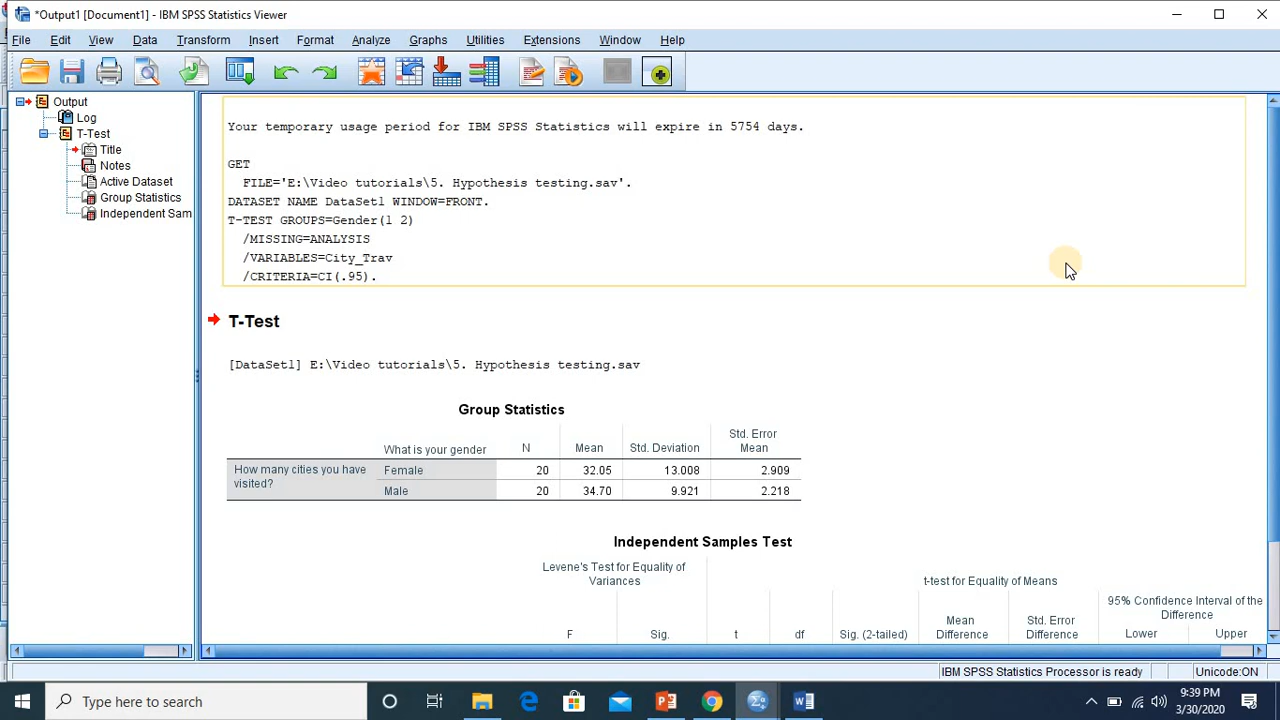 *Output1 [Document1] - IBM SPSS Statistics Viewer
File Edit View Data Transform Insert Format Analyze Graphs Utilities Extensions Window Help
Output
Log
T-Test
Title
Notes
Active Dataset
Group Statistics
Independent Sam
Your temporary usage period for IBM SPSS Statistics will expire in 5754 days.
GET
FILE='E:\Video tutorials\5. Hypothesis testing.sav'.
DATASET NAME DataSet1 WINDOW=FRONT.
T-TEST GROUPS=Gender(1 2)
/MISSING=ANALYSIS
/VARIABLES=City_Trav
/CRITERIA=CI(.95).
T-Test
[DataSet1] E:\Video tutorials\5. Hypothesis testing.sav
Group Statistics
What is your gender N Mean Std. Deviation Std. Error Mean
How many cities you have visited? Female 20 32.05 13.008 2.909
Male 20 34.70 9.921 2.218
Independent Samples Test
Levene's Test for Equality of Variances
t-test for Equality of Means
95% Confidence Interval of the Difference
F Sig. t df Sig. (2-tailed) Mean Difference Std. Error Difference Lower Upper
IBM SPSS Statistics Processor is ready Unicode:ON
Type here to search
9:39 PM
3/30/2020